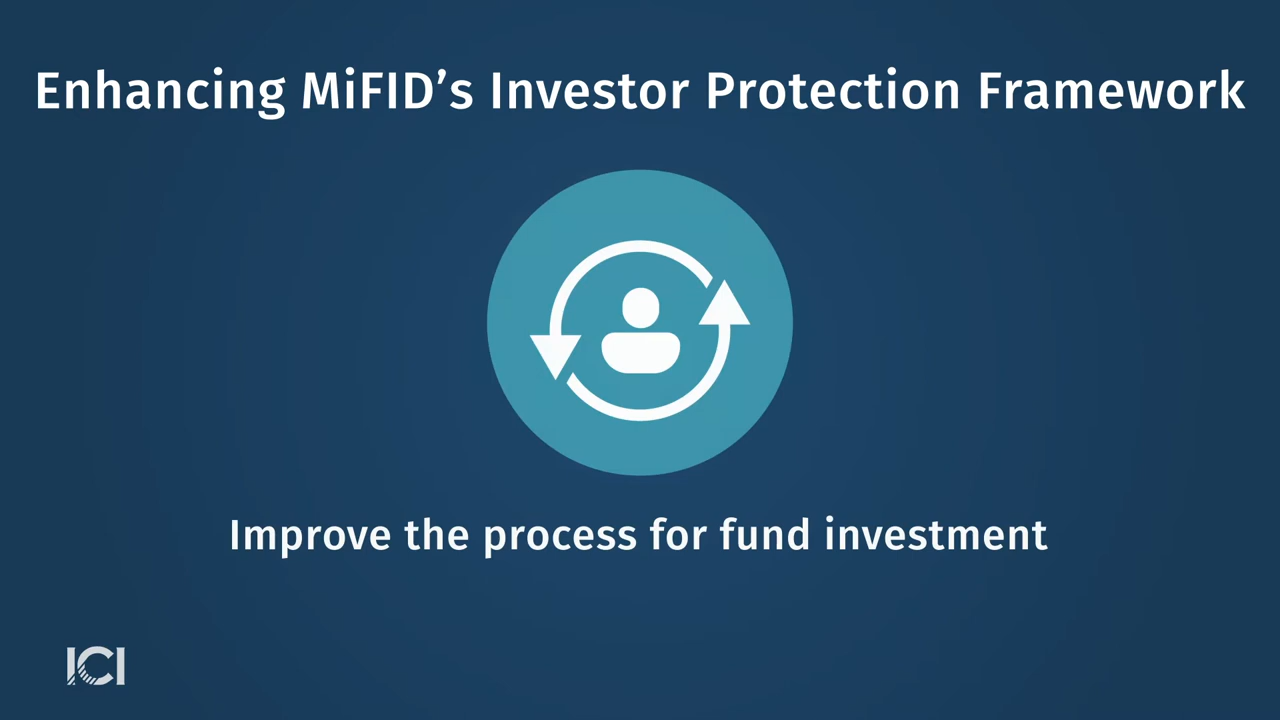 Enhancing MiFID’s Investor Protection Framework
Improve the process for fund investment
ICI